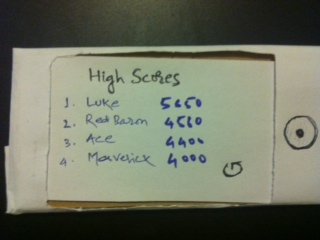 High Scores
1. Luke 5650
2. Red Baron 4560
3. Ace 4400
4. Maverick 4000